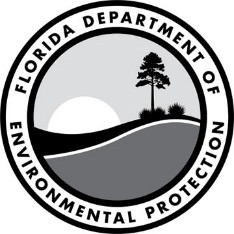 FLORIDA DEPARTMENT OF
ENVIRONMENTAL PROTECTION